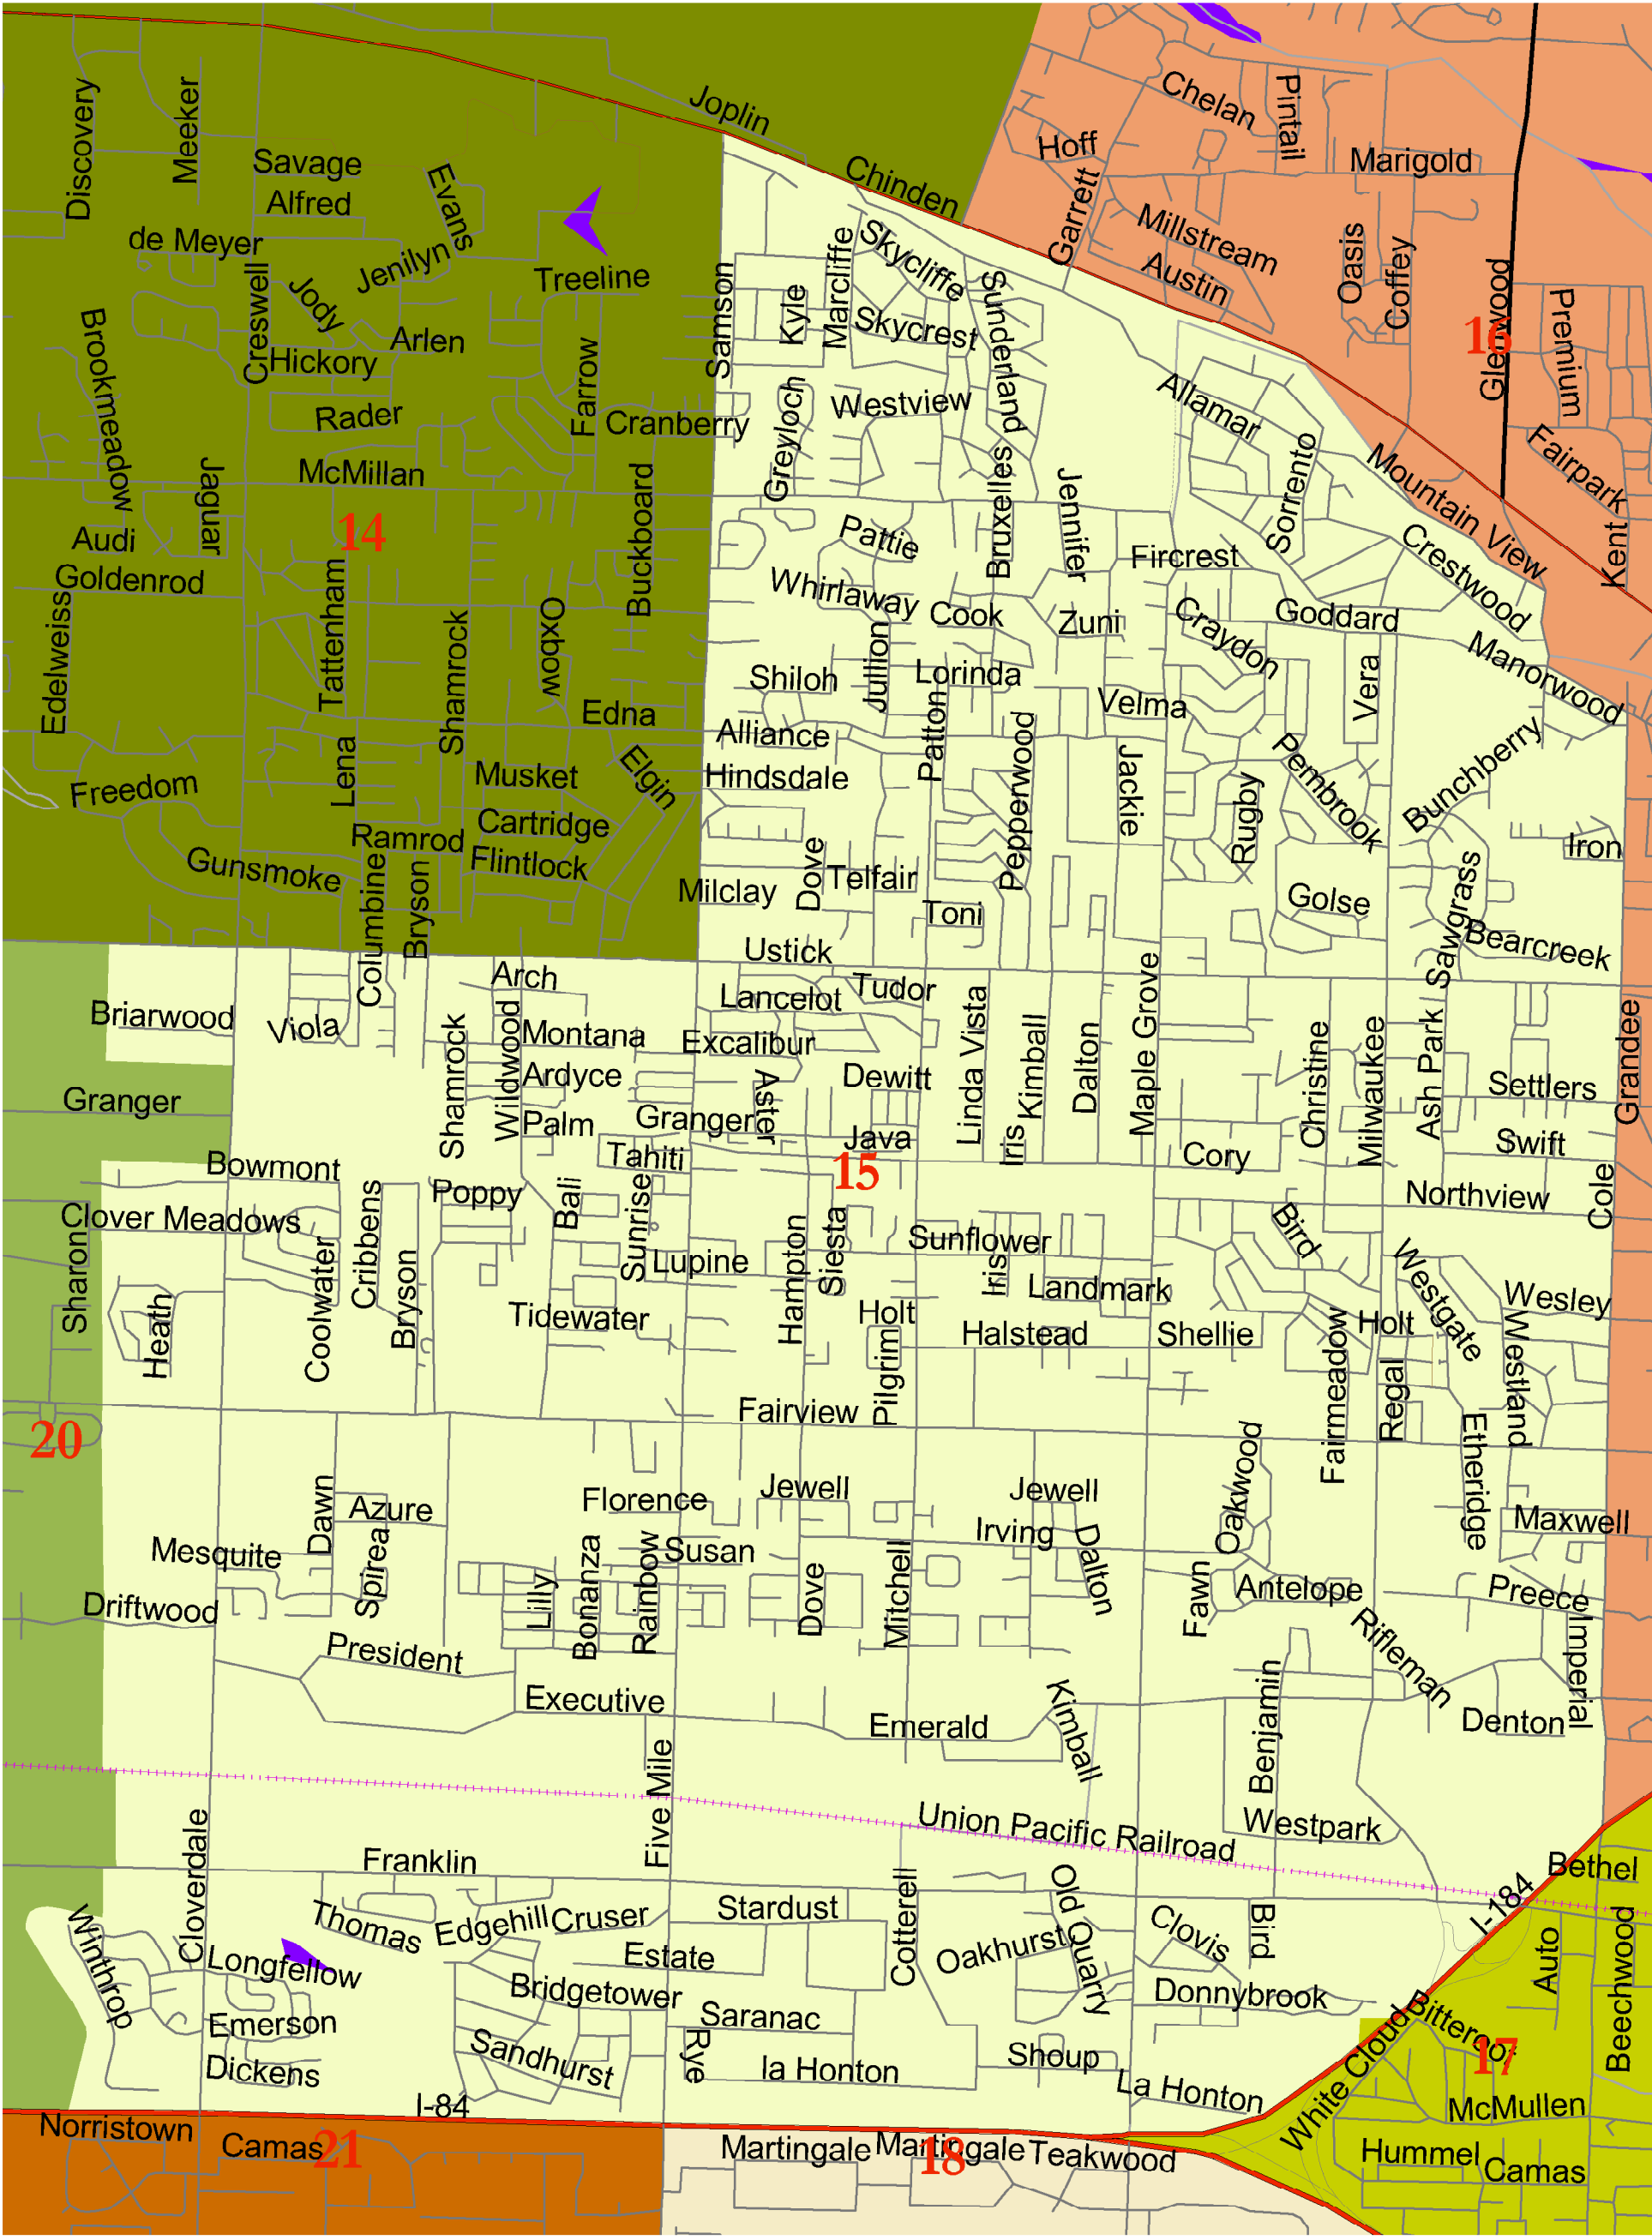 Joplin
Discovery
Meeker
Savage
Alfred
Evans
de Meyer
Creswell
Jody
Jenilyn
Treeline
Arlen
Hickory
Brookmeadow
Rader
Farrow
Cranberry
McMillan
Jaguar
14
Audi
Buckboard
Goldenrod
Edelweiss
Tattenham
Shamrock
Oxbow
Edna
Lena
Musket
Elgin
Freedom
Cartridge
Ramrod
Flintlock
Gunsmoke
Columbine
Bryson
Chinden
Chelan
Pintail
Hoff
Marigold
Garrett
Millstream
Austin
Oasis
Coffey
Glenwood
16
Premium
Fairpark
Kent
Mountain View
Samson
Kyle
Marcliffe
Skycliffe
Skycrest
Sunderland
Greyloch
Westview
Bruxelles
Jennifer
Allamar
Sorrento
Pattie
Fircrest
Crestwood
Whirlaway
Cook
Zuni
Craydon
Goddard
Manorwood
Shiloh
Jullion
Lorinda
Patton
Velma
Vera
Alliance
Pepperwood
Jackie
Pembrook
Bunchberry
Hindsdale
Rugby
Iron
Dove
Telfair
Milclay
Toni
Golse
Sawgrass
Bearcreek
Ustick
Arch
Lancelot
Tudor
Briarwood
Viola
Shamrock
Wildwood
Montana
Excalibur
Linda Vista
Kimball
Dalton
Maple Grove
Christine
Milwaukee
Ash Park
Grandee
Ardyce
Aster
Dewitt
Settlers
Granger
Palm
Granger
Java
Iris
Swift
Tahiti
15
Cory
Bowmont
Poppy
Bali
Sunrise
Northview
Cole
Clover Meadows
Cribbens
Siesta
Sunflower
Bird
Sharon
Coolwater
Bryson
Lupine
Hampton
Iris
Landmark
Westgate
Wesley
Heath
Tidewater
Holt
Halstead
Shellie
Fairmeadow
Holt
Westland
Pilgrim
Regal
Fairview
20
Oakwood
Etheridge
Dawn
Azure
Florence
Jewell
Jewell
Maxwell
Mesquite
Spirea
Susan
Irving
Dalton
Lilly
Bonanza
Rainbow
Dove
Mitchell
Fawn
Antelope
Preece
Driftwood
Rifleman
Imperial
President
Executive
Emerald
Kimball
Benjamin
Denton
Five Mile
Union Pacific Railroad
Westpark
Cloverdale
Franklin
Bethel
I-184
Winthrop
Thomas
Edgehill
Cruser
Stardust
Cotterell
Old Quarry
Clovis
Bird
Auto
Beechwood
Longfellow
Estate
Oakhurst
Bridgetower
Donnybrook
Emerson
Saranac
White Cloud
17
Dickens
Sandhurst
Rye
la Honton
Shoup
La Honton
McMullen
I-84
Norristown
Camas
21
Martingale
Martingale
18
Teakwood
Hummel
Camas